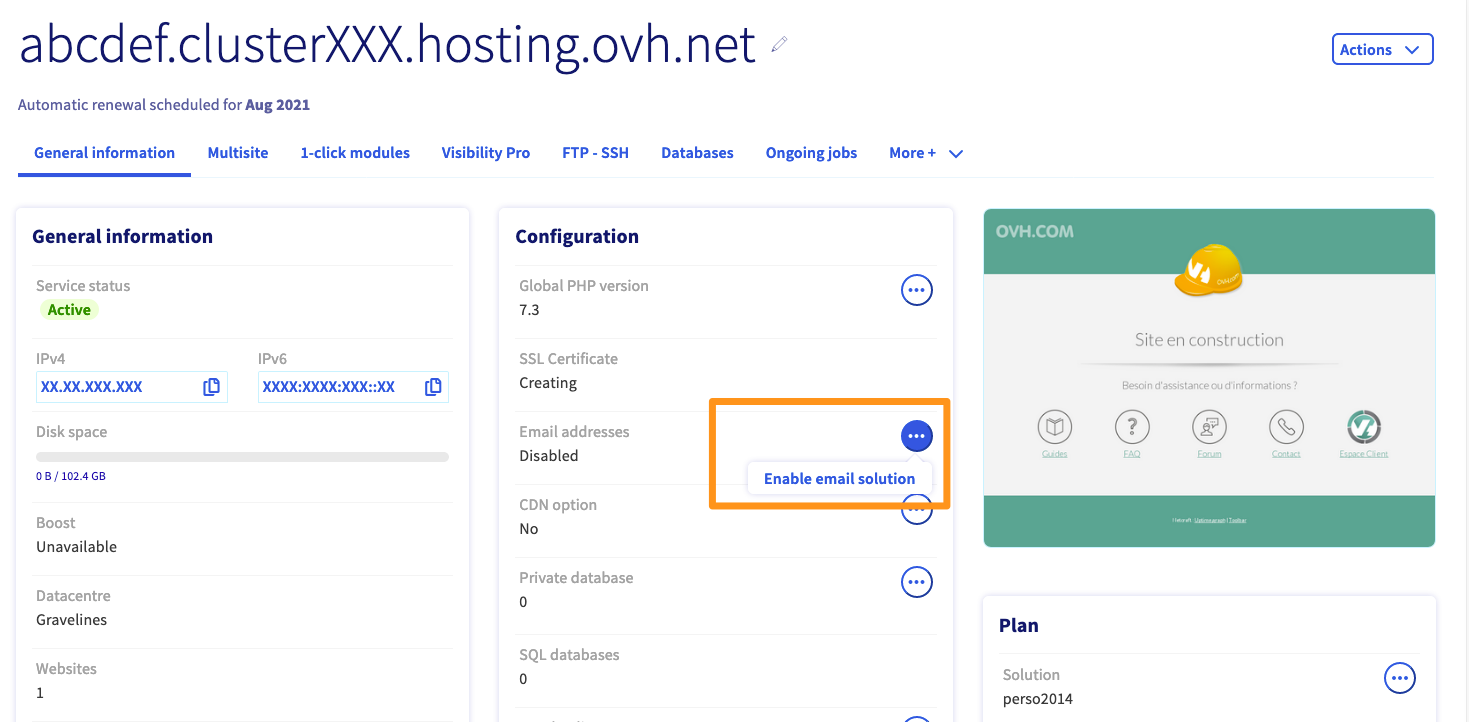 abcdef.clusterXXX.hosting.ovh.net
Actions
Automatic renewal scheduled for Aug 2021
General information Multisite 1-click modules Visibility Pro FTP - SSH Databases Ongoing jobs More +
General information
Service status
Active
IPv4 IPv6
XX.XX.XXX.XXX XXXX:XXXX:XXX::XX
Disk space
0 B / 102.4 GB
Boost
Unavailable
Datacentre
Gravelines
Websites
1
Configuration
Global PHP version
7.3
SSL Certificate
Creating
Email addresses
Disabled
Enable email solution
CDN option
No
Private database
0
SQL databases
0
OVH.COM
Site en construction
Besoin d'assistance ou d'informations ?
Guides FAQ Forum Contact Espace Client
Plan
Solution
perso2014